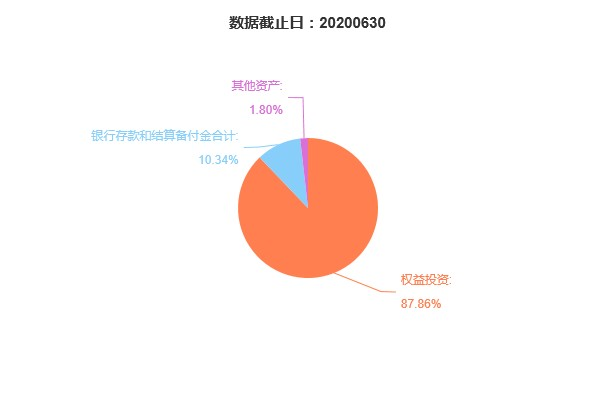 数据截止日：20200630
其他资产:
1.80%
银行存款和结算备付金合计:
10.34%
权益投资:
87.86%